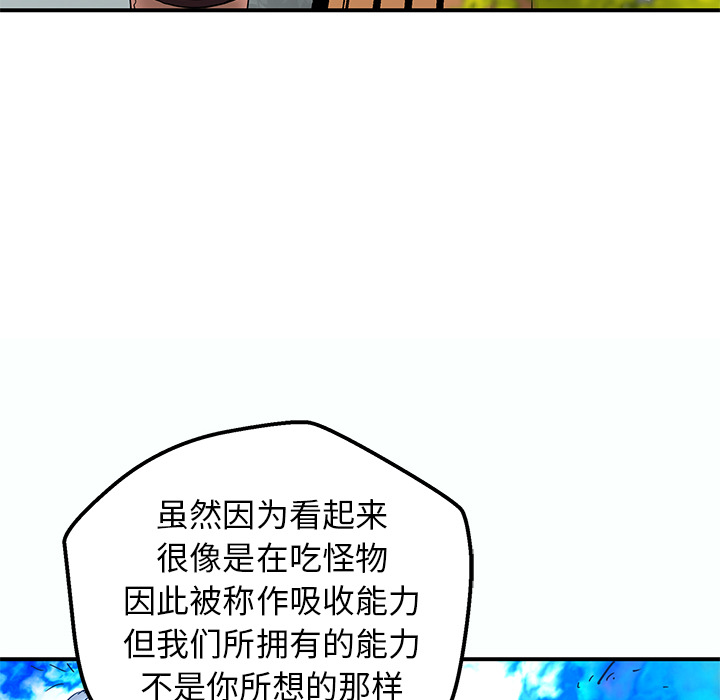 虽然因为看起来
很像是在吃怪物
因此被称作吸收能力
但我们所拥有的能力
不是你所想的那样